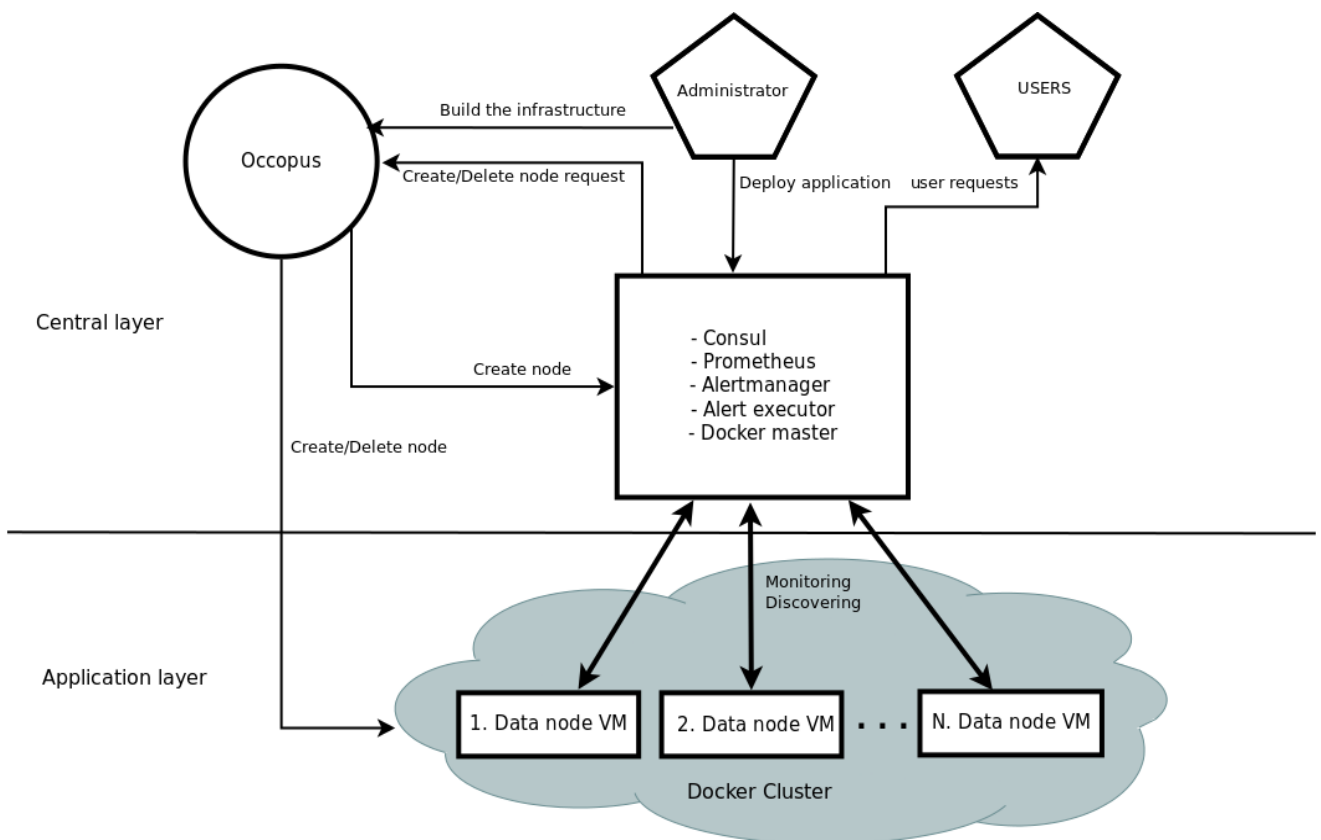 Administrator
USERS
Build the infrastructure
Occopus
Create/Delete node request
Deploy application
user requests
Central layer
- Consul
- Prometheus
- Alertmanager
- Alert executor
- Docker master
Create node
Create/Delete node
Monitoring
Discovering
Application layer
1. Data node VM
2. Data node VM
. . .
N. Data node VM
Docker Cluster